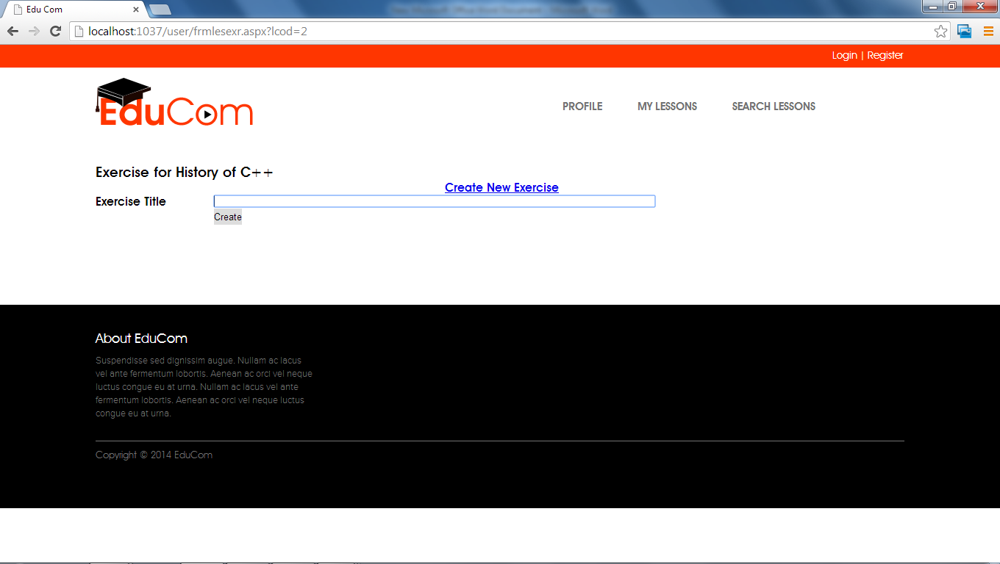 Edu Com
localhost:1037/user/frmlesexr.aspx?lcod=2
Login | Register
EduCom
PROFILE MY LESSONS SEARCH LESSONS
Exercise for History of C++
Create New Exercise
Exercise Title
Create
About EduCom
Suspendisse sed dignissim augue. Nullam ac lacus
vel ante fermentum lobortis. Aenean ac orci vel neque
luctus congue eu at urna. Nullam ac lacus vel ante
fermentum lobortis. Aenean ac orci vel neque luctus
congue eu at urna.
Copyright © 2014 EduCom